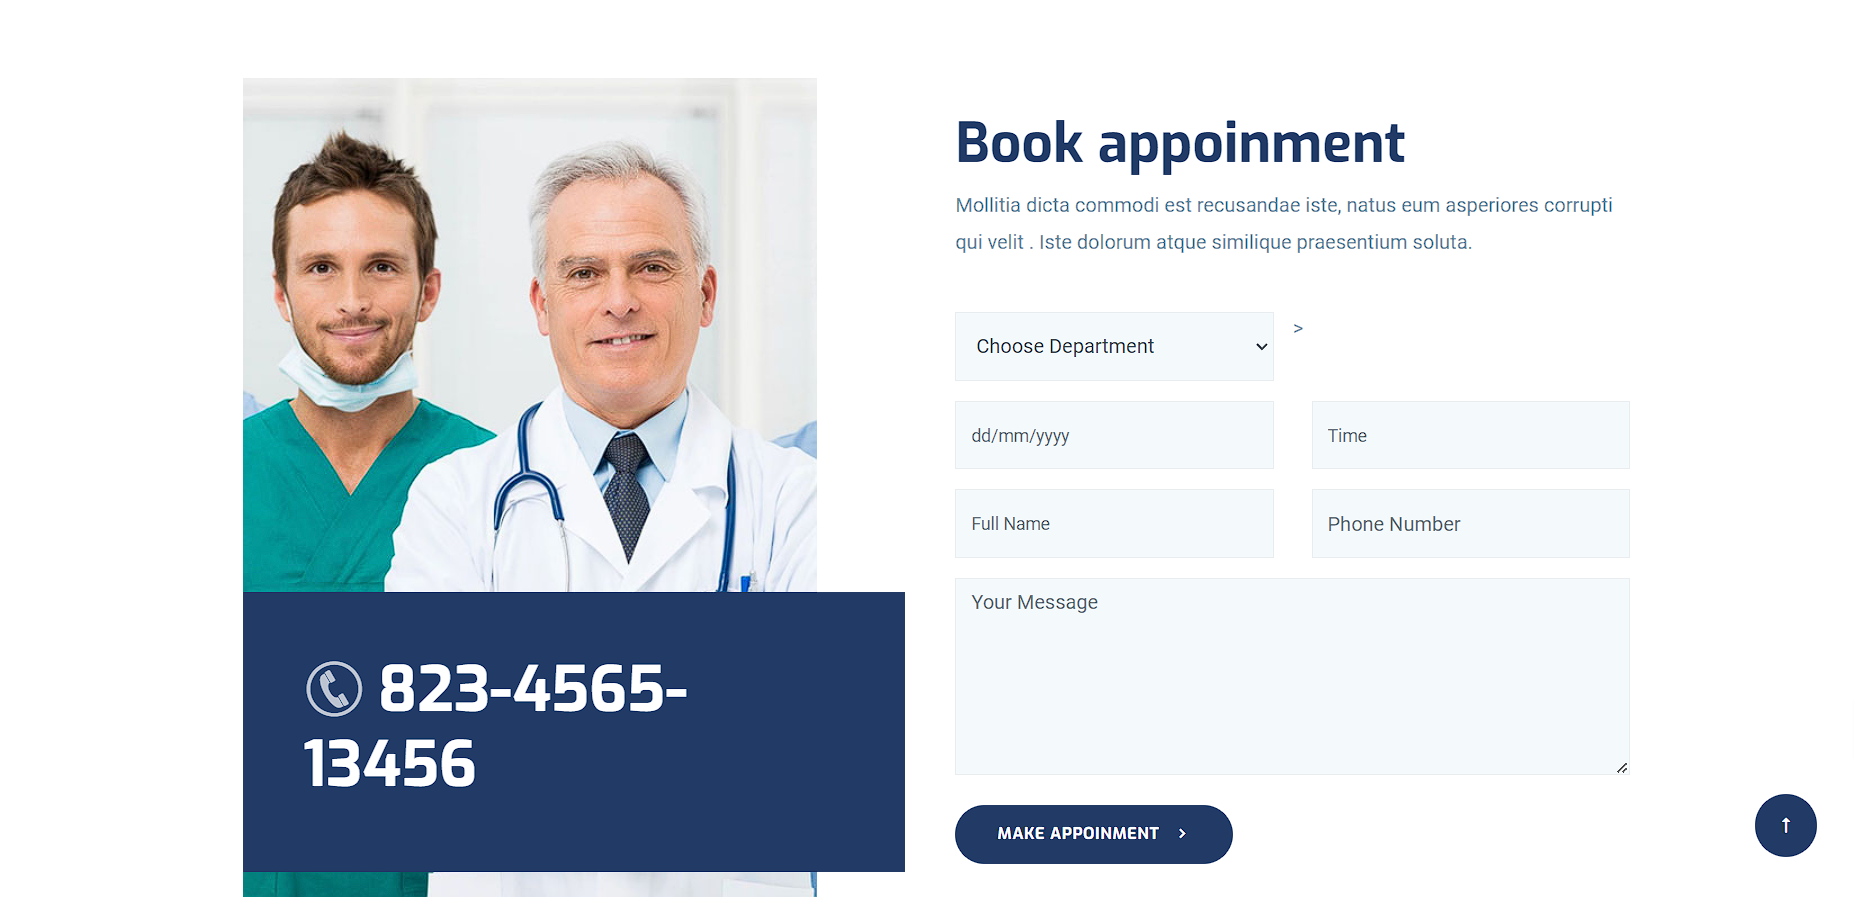 Book appoinment
Mollitia dicta commodi est recusandae iste, natus eum asperiores corrupti
qui velit . Iste dolorum atque similique praesentium soluta.
Choose Department
>
dd/mm/yyyy
Time
Full Name
Phone Number
Your Message
MAKE APPOINMENT
823-4565-
13456